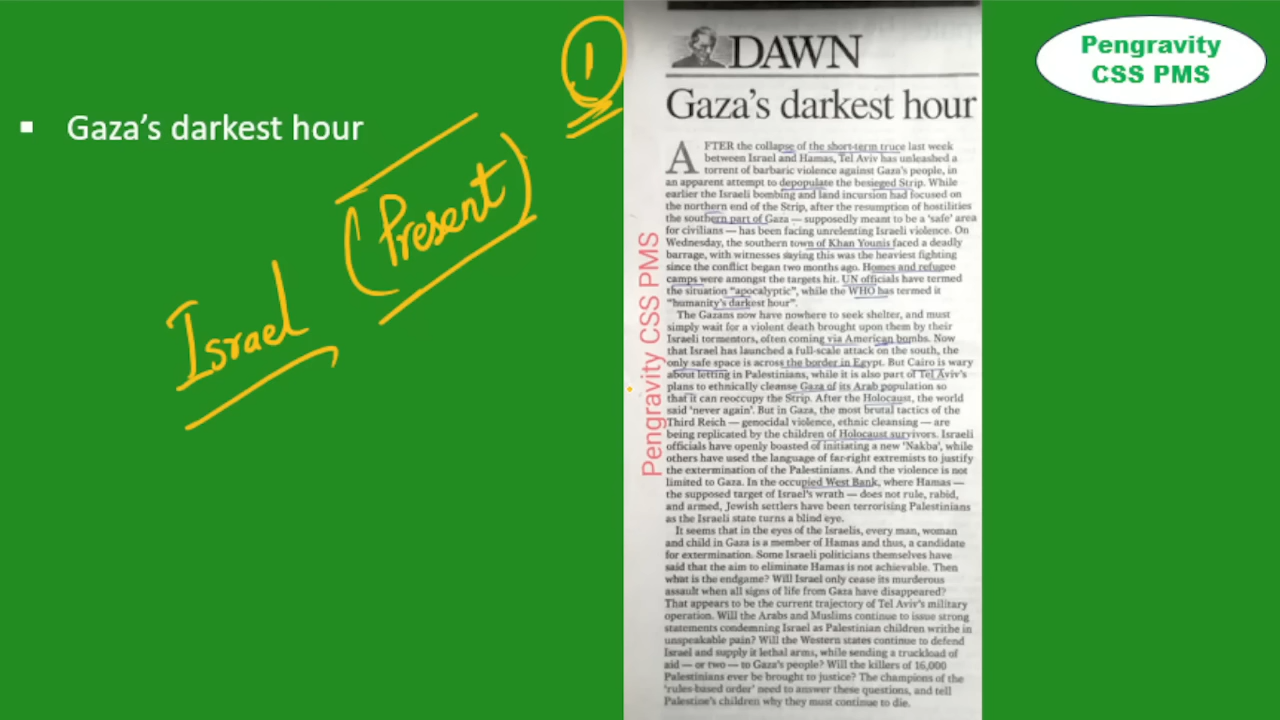 Gaza's darkest hour
Israel
(Present)
1
DAWN
Gaza's darkest hour
AFTER the collapse of the short-term truce last week
between Israel and Hamas, Tel Aviv has unleashed a
torrent of barbaric violence against Gaza's people, in
an apparent attempt to depopulate the besieged Strip. While
earlier the Israeli bombing and land incursion had focused on
the northern end of the Strip, after the resumption of hostilities
the southern part of Gaza — supposedly meant to be a 'safe' area
for civilians — has been facing unrelenting Israeli violence. On
Wednesday, the southern town of Khan Younis faced a deadly
barrage, with witnesses saying this was the heaviest fighting
since the conflict began two months ago. Homes and refugee
camps were amongst the targets hit. UN officials have termed
the situation "apocalyptic", while the WHO has termed it
"humanity's darkest hour".
The Gazans now have nowhere to seek shelter, and must
simply wait for a violent death brought upon them by their
Israeli tormentors, often coming via American bombs. Now
that Israel has launched a full-scale attack on the south, the
only safe space is across the border in Egypt. But Cairo is wary
about letting in Palestinians, while it is also part of Tel Aviv's
plans to ethnically cleanse Gaza of its Arab population so
that it can reoccupy the Strip. After the Holocaust, the world
said 'never again'. But in Gaza, the most brutal tactics of the
Third Reich — genocidal violence, ethnic cleansing — are
being replicated by the children of Holocaust survivors. Israeli
officials have openly boasted of initiating a new 'Nakba', while
others have used the language of far-right extremists to justify
the extermination of the Palestinians. And the violence is not
limited to Gaza. In the occupied West Bank, where Hamas —
the supposed target of Israel's wrath — does not rule, rabid,
and armed, Jewish settlers have been terrorising Palestinians
as the Israeli state turns a blind eye.
It seems that in the eyes of the Israelis, every man, woman
and child in Gaza is a member of Hamas and thus, a candidate
for extermination. Some Israeli politicians themselves have
said that the aim to eliminate Hamas is not achievable. Then
what is the endgame? Will Israel only cease its murderous
assault when all signs of life from Gaza have disappeared?
That appears to be the current trajectory of Tel Aviv's military
operation. Will the Arabs and Muslims continue to issue strong
statements condemning Israel as Palestinian children writhe in
unspeakable pain? Will the Western states continue to defend
Israel and supply it lethal arms, while sending a truckload of
aid — or two — to Gaza's people? Will the killers of 16,000
Palestinians ever be brought to justice? The champions of the
'rules-based order' need to answer these questions, and tell
Palestine's children why they must continue to die.
Pengravity CSS PMS
Pengravity
CSS PMS